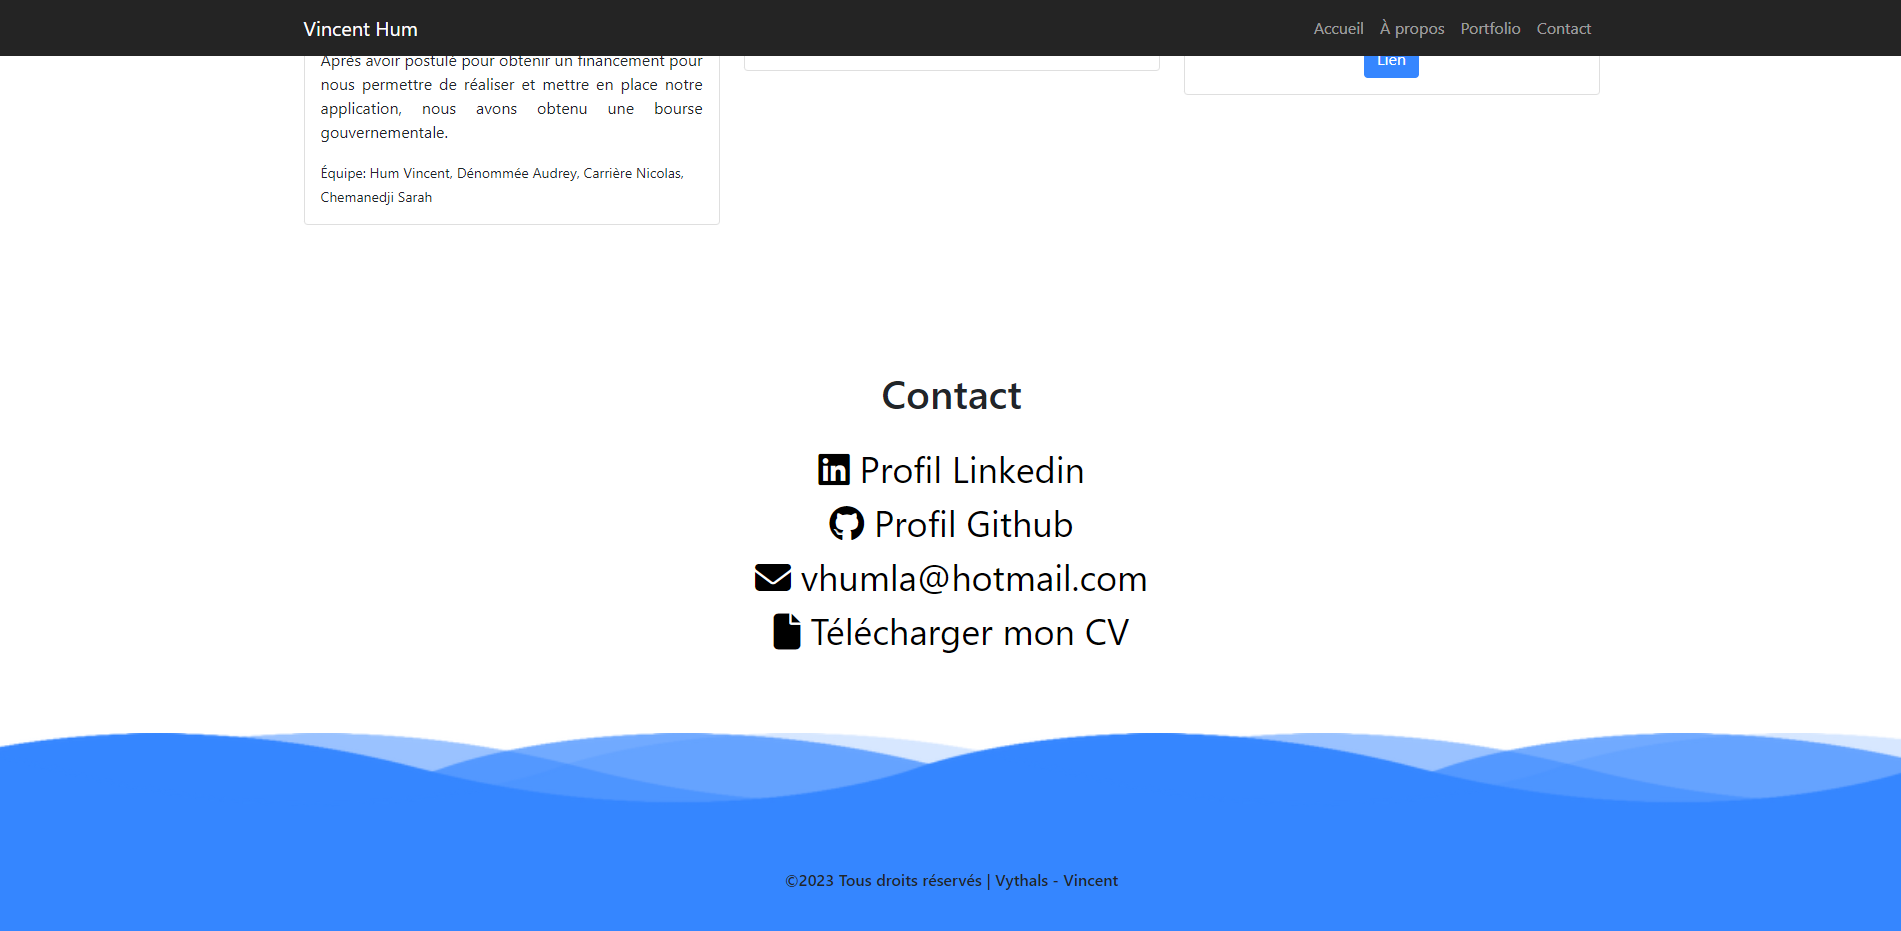 Vincent Hum
Accueil À propos Portfolio Contact
Après avoir postulé pour obtenir un financement pour
nous permettre de réaliser et mettre en place notre
application, nous avons obtenu une bourse
gouvernementale.
Équipe: Hum Vincent, Dénommée Audrey, Carrière Nicolas,
Chemanedji Sarah
Lien
Contact
Profil Linkedin
Profil Github
vhumla@hotmail.com
Télécharger mon CV
©2023 Tous droits réservés | Vythals - Vincent